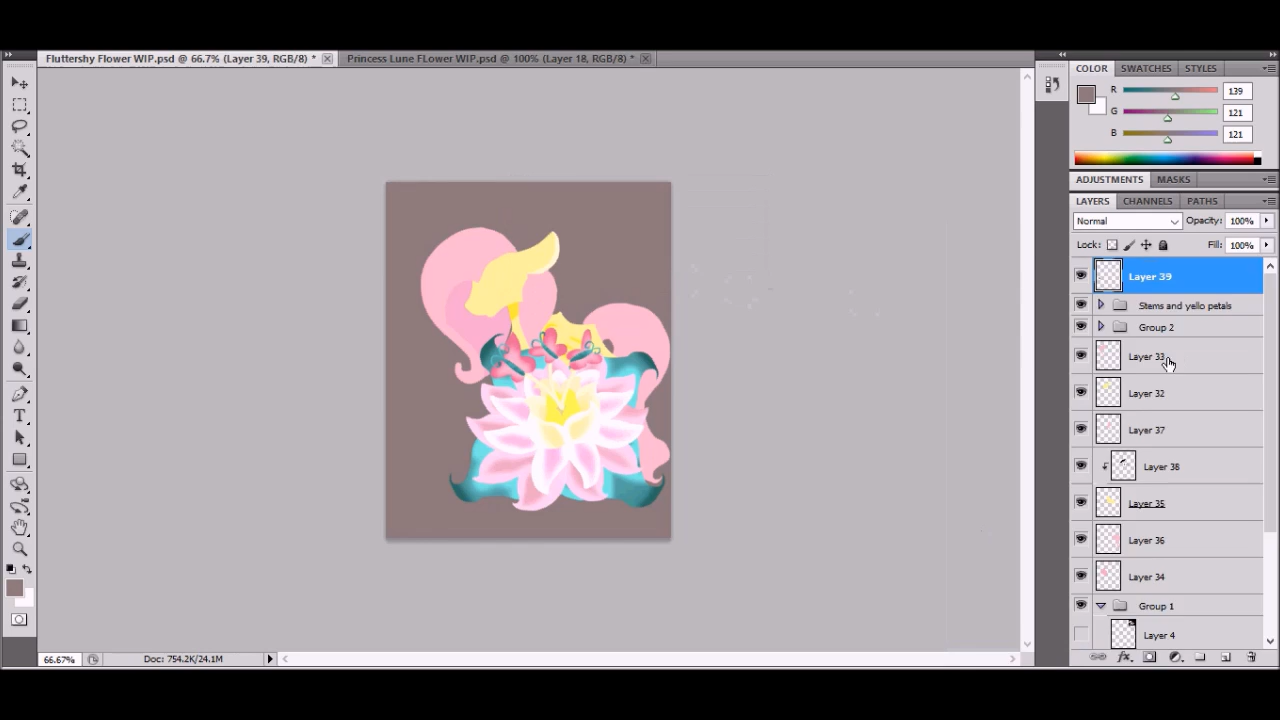 Fluttershy Flower WIP.psd @ 66.7% (Layer 39, RGB/8) *
Princess Lune FLower WIP.psd @ 100% (Layer 18, RGB/8) *
COLOR SWATCHES STYLES
R 139
G 121
B 121
ADJUSTMENTS MASKS
LAYERS CHANNELS PATHS
Normal Opacity: 100%
Lock: Fill: 100%
Layer 39
Stems and yello petals
Group 2
Layer 33
Layer 32
Layer 37
Layer 38
Layer 35
Layer 36
Layer 34
Group 1
Layer 4
66.67% Doc: 754.2K/24.1M